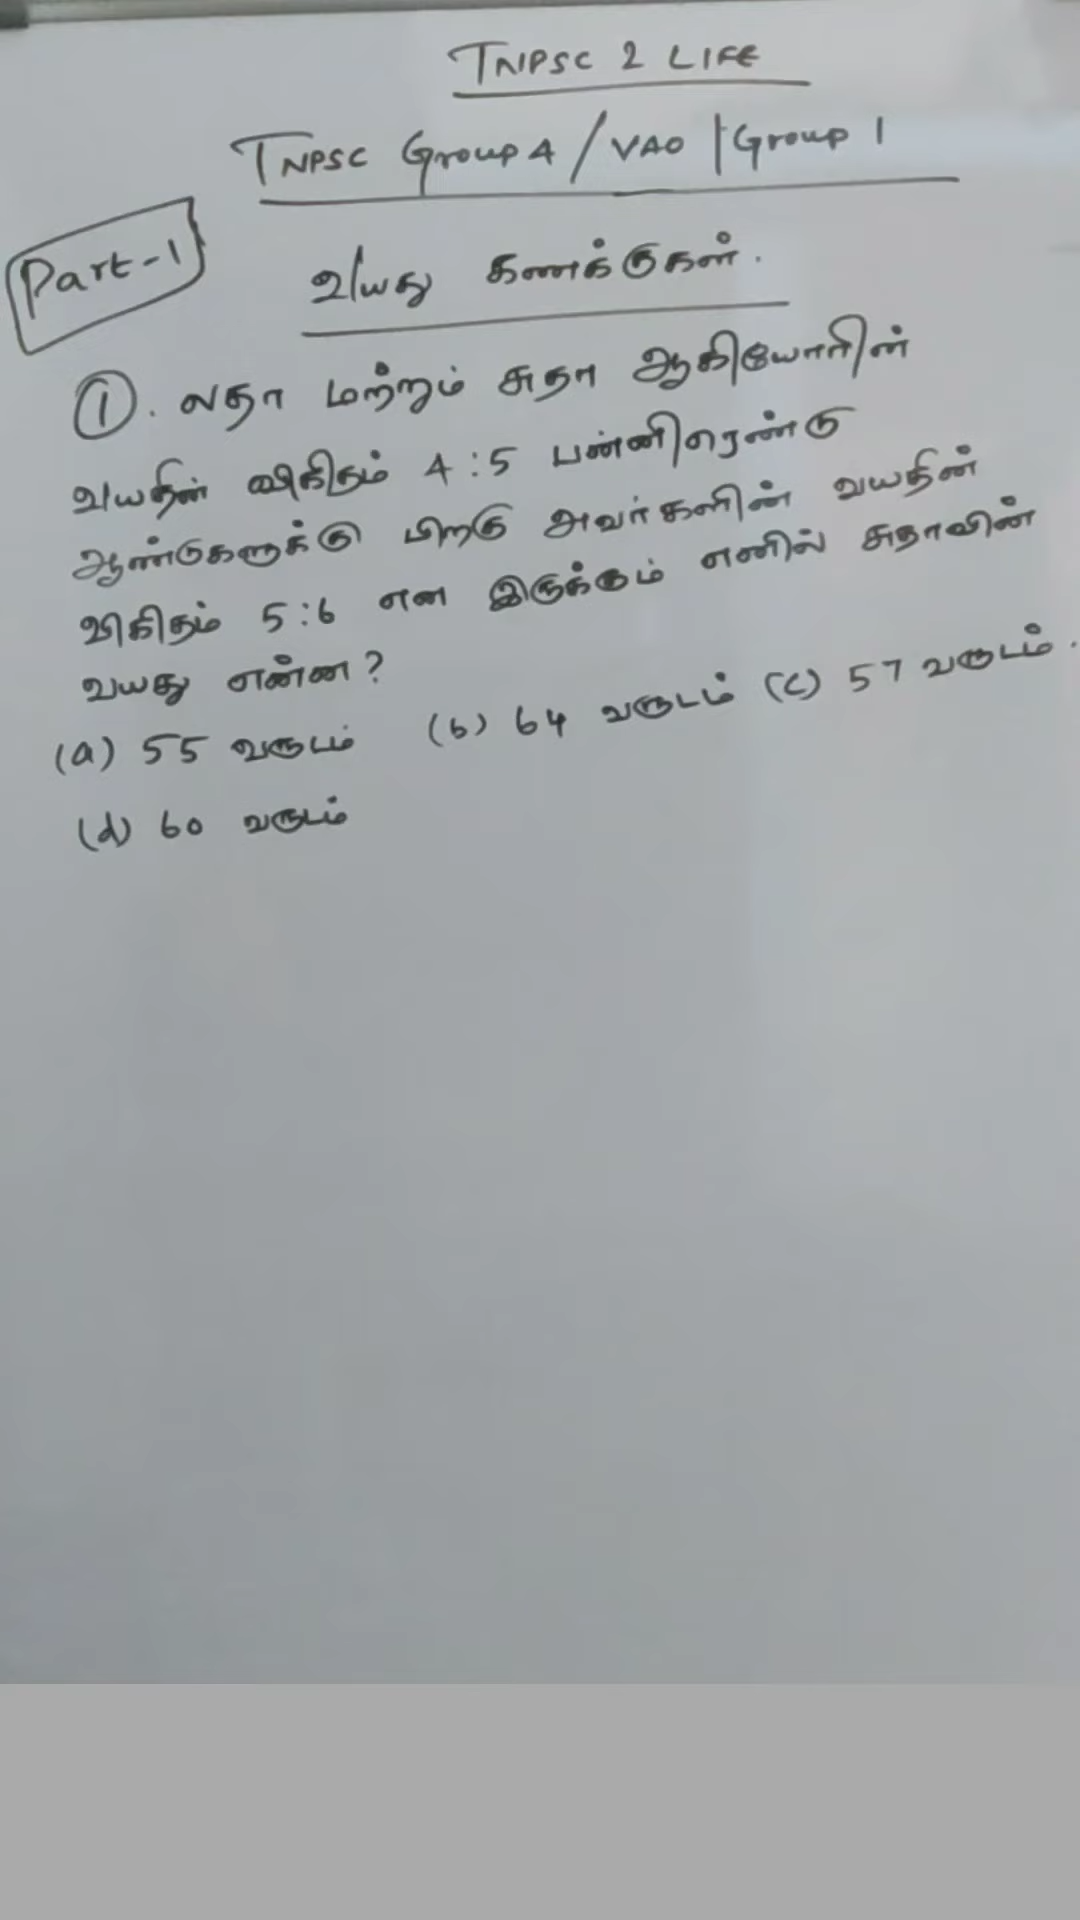 TNPSC 2 LIFE
TNPSC Group 4 / VAO | Group 1
Part-1
வயது கணக்குகள்.
①. லதா மற்றும் சுதா ஆகியோரின்
வயதின் விகிதம் 4:5 பன்னிரெண்டு
ஆண்டுகளுக்கு பிறகு அவர்களின் வயதின்
விகிதம் 5:6 என இருக்கும் எனில் சுதாவின்
வயது என்ன?
(a) 55 வருடம் (b) 64 வருடம் (c) 57 வருடம்.
(d) 60 வருடம்